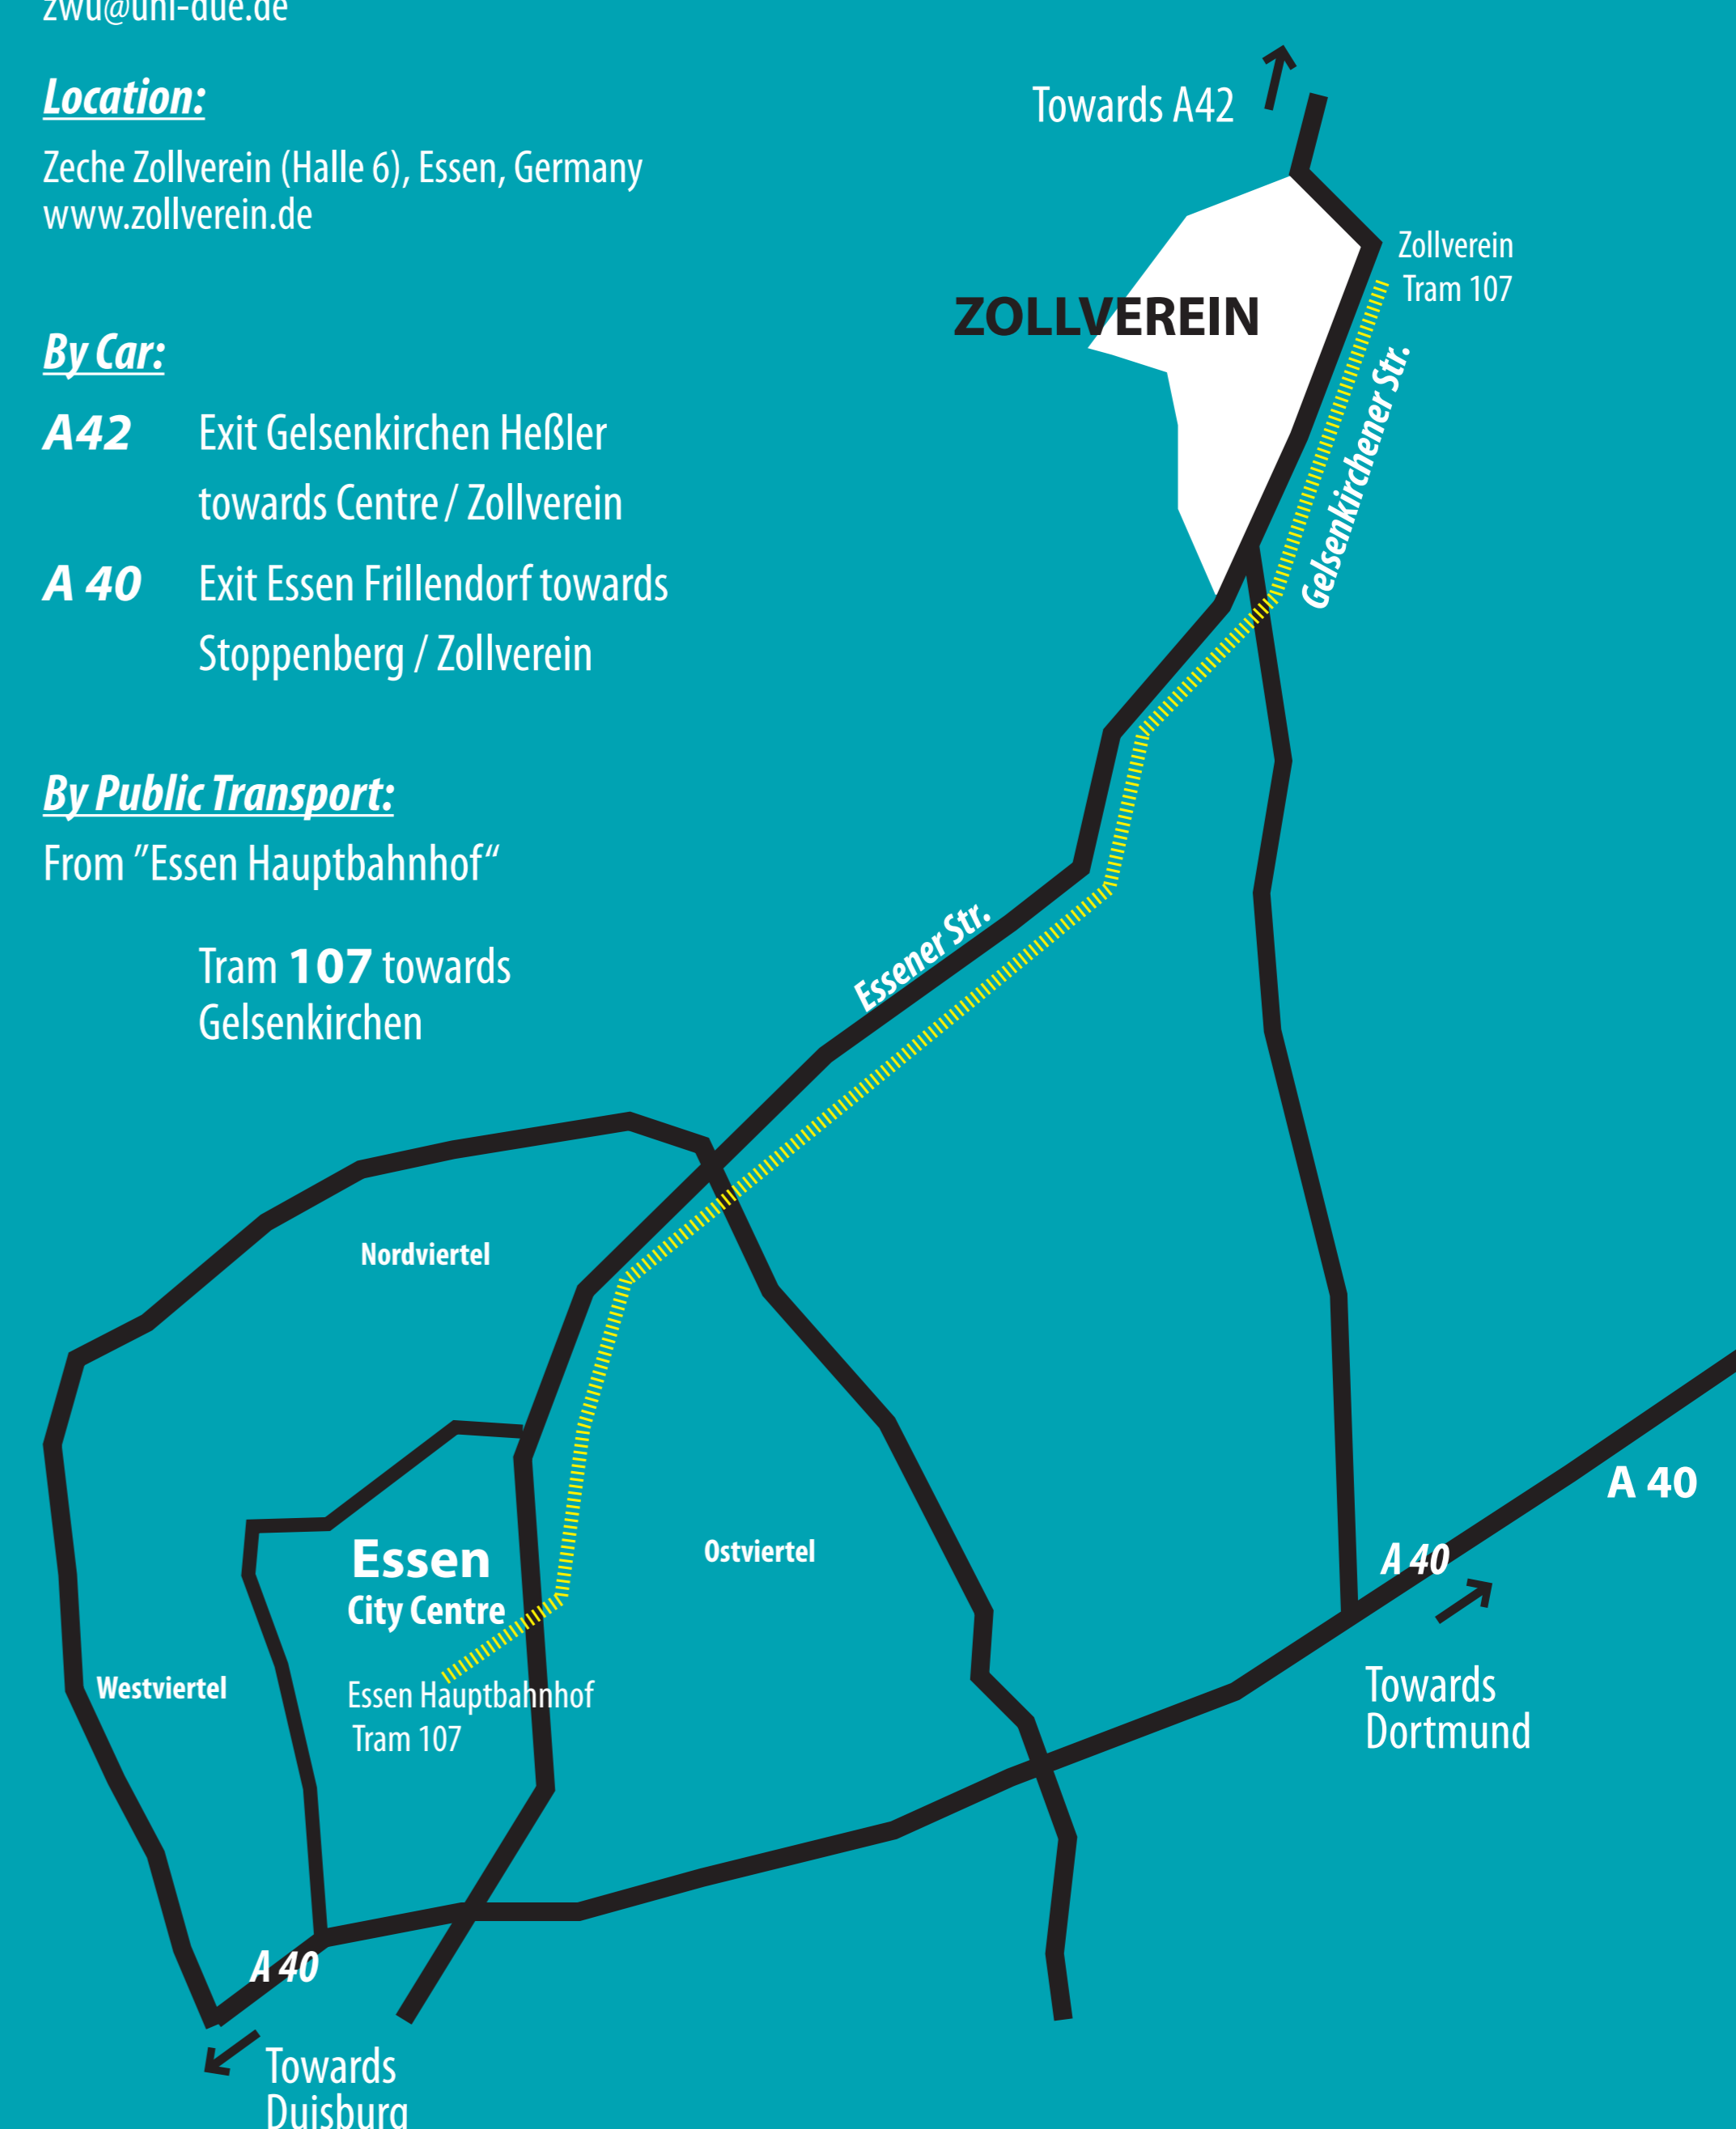 zwu@uni-due.de
Location:
Zeche Zollverein (Halle 6), Essen, Germany
www.zollverein.de
By Car:
A42 Exit Gelsenkirchen Heßler
towards Centre / Zollverein
A 40 Exit Essen Frillendorf towards
Stoppenberg / Zollverein
By Public Transport:
From ”Essen Hauptbahnhof“
Tram 107 towards
Gelsenkirchen
Towards A42
Zollverein
Tram 107
ZOLLVEREIN
Gelsenkirchener Str.
Essener Str.
Nordviertel
Essen
City Centre
Ostviertel
Westviertel
Essen Hauptbahnhof
Tram 107
A 40
A 40
Towards
Dortmund
A 40
Towards
Duisburg